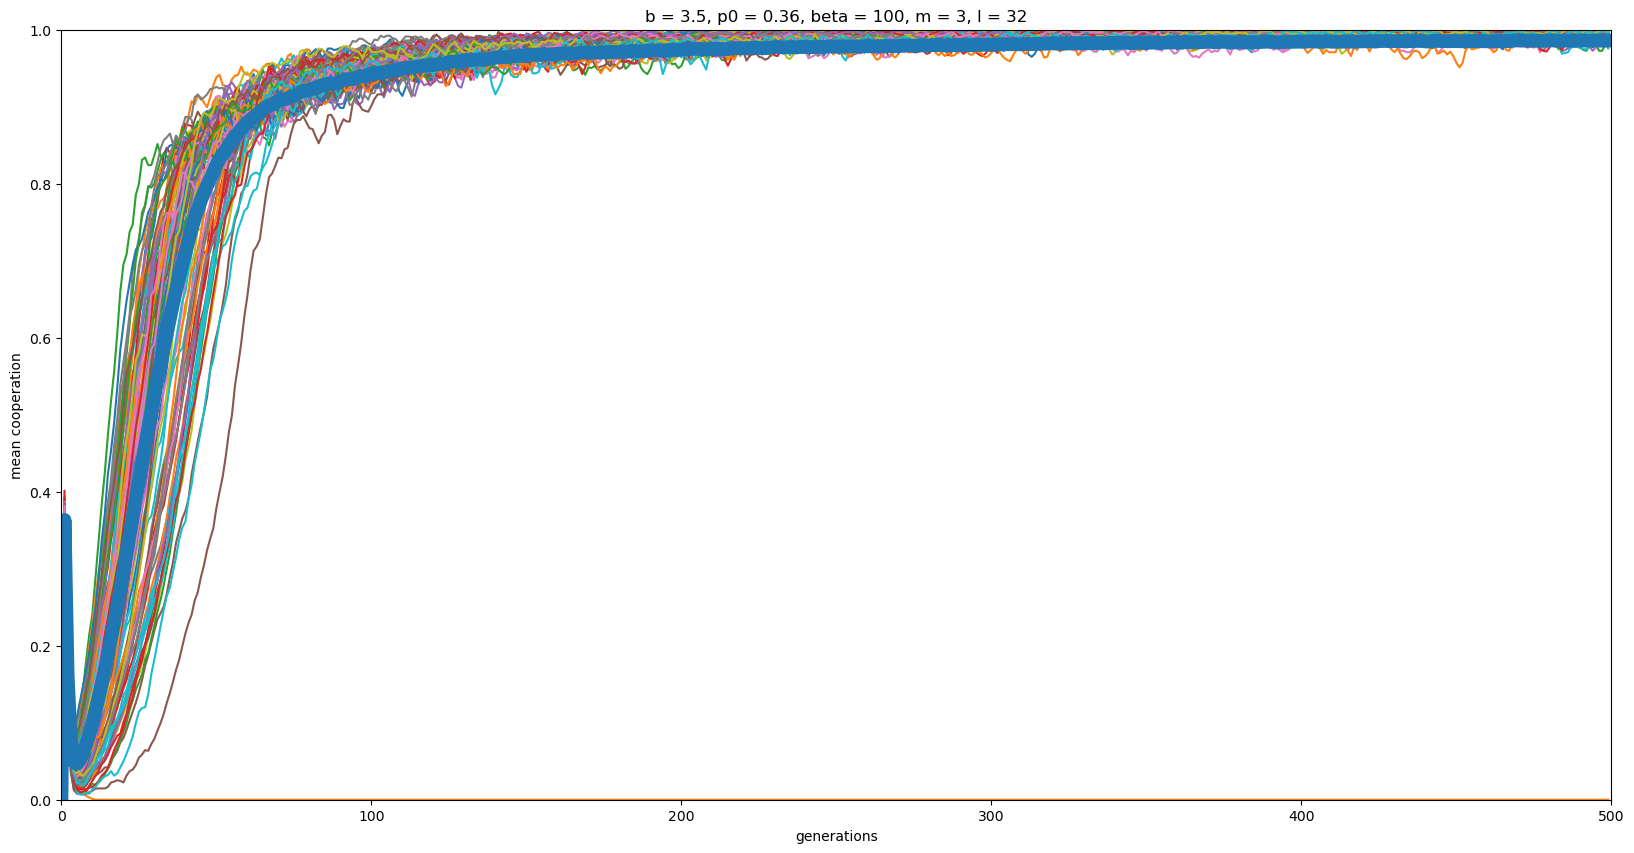 b = 3.5, p0 = 0.36, beta = 100, m = 3, l = 32
1.0
0.8
0.6
0.4
0.2
0.0
mean cooperation
0 100 200 300 400 500
generations